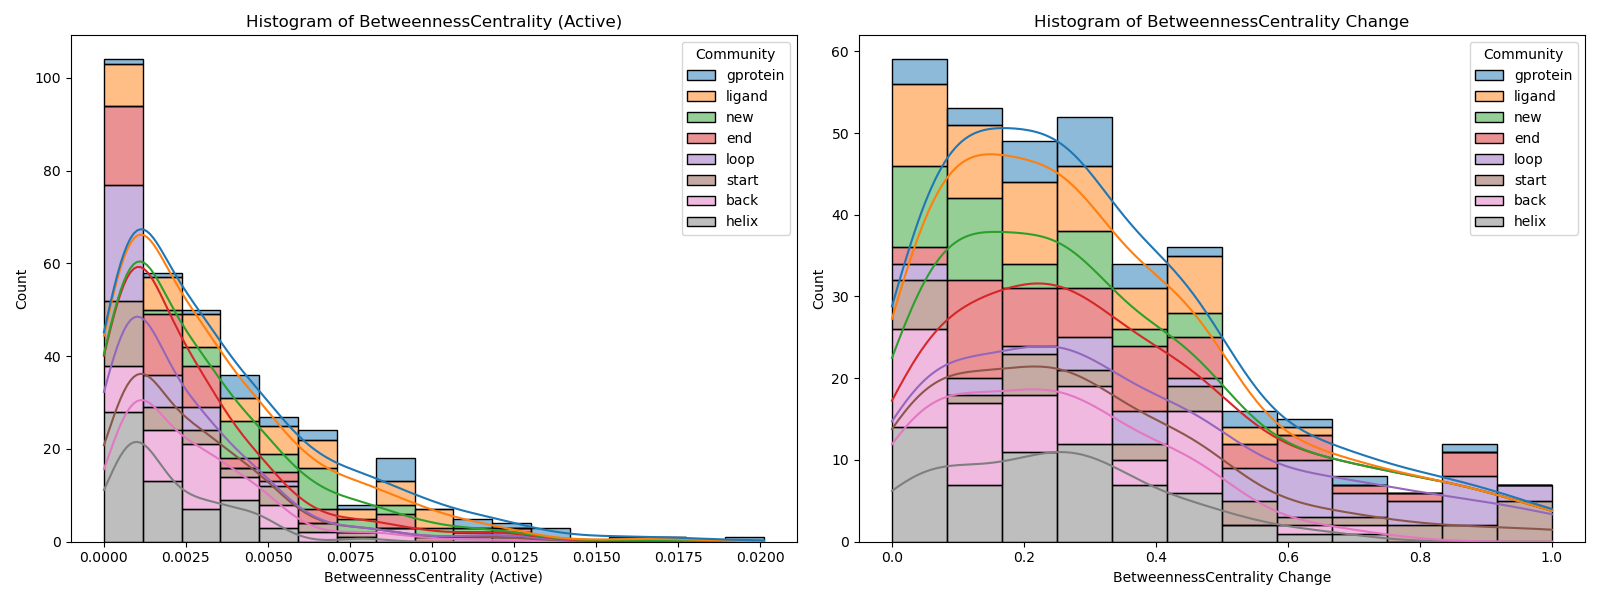 Histogram of BetweennessCentrality (Active)
Count
100
80
60
40
20
0
0.0000
0.0025
0.0050
0.0075
0.0100
0.0125
0.0150
0.0175
0.0200
BetweennessCentrality (Active)
Community
gprotein
ligand
new
end
loop
start
back
helix
Histogram of BetweennessCentrality Change
Count
60
50
40
30
20
10
0
0.0
0.2
0.4
0.6
0.8
1.0
BetweennessCentrality Change
Community
gprotein
ligand
new
end
loop
start
back
helix